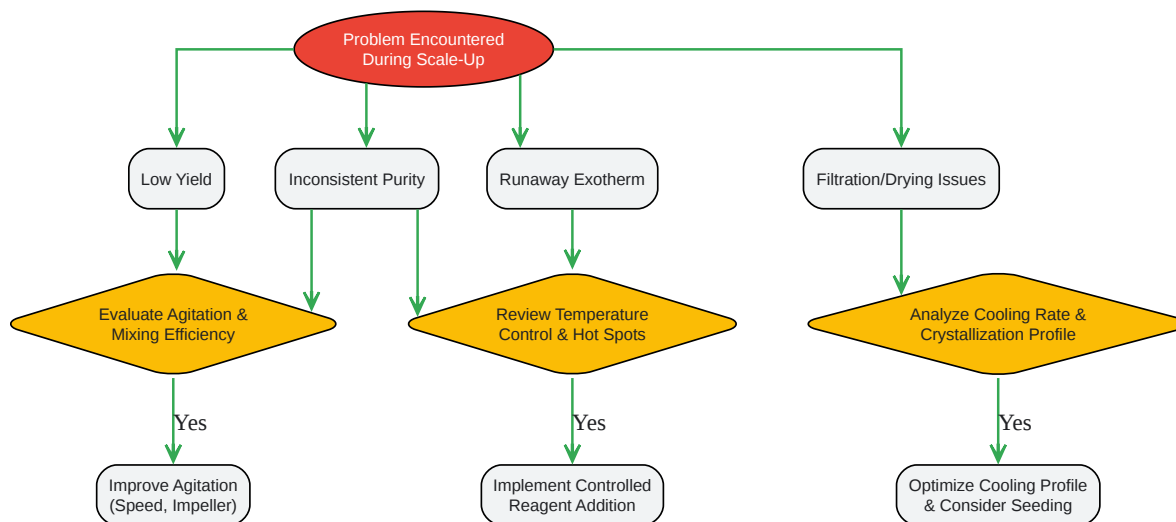 Problem Encountered
During Scale-Up
Low Yield
Inconsistent Purity
Runaway Exotherm
Filtration/Drying Issues
Evaluate Agitation &
Mixing Efficiency
Review Temperature
Control & Hot Spots
Analyze Cooling Rate &
Crystallization Profile
Yes
Yes
Yes
Improve Agitation
(Speed, Impeller)
Implement Controlled
Reagent Addition
Optimize Cooling Profile
& Consider Seeding